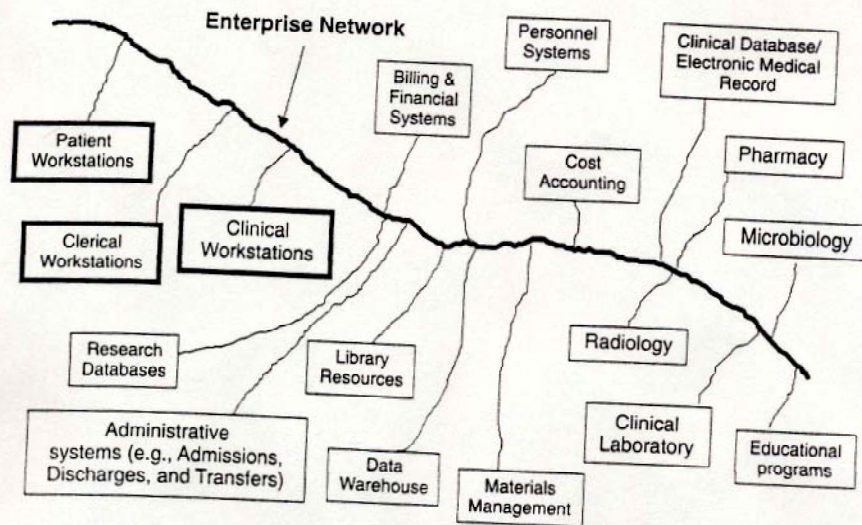 Enterprise Network
Personnel
Systems
Clinical Database/
Electronic Medical
Record
Billing &
Financial
Systems
Patient
Workstations
Cost
Accounting
Pharmacy
Clerical
Workstations
Clinical
Workstations
Microbiology
Research
Databases
Library
Resources
Radiology
Administrative
systems (e.g., Admissions,
Discharges, and Transfers)
Data
Warehouse
Materials
Management
Clinical
Laboratory
Educational
programs